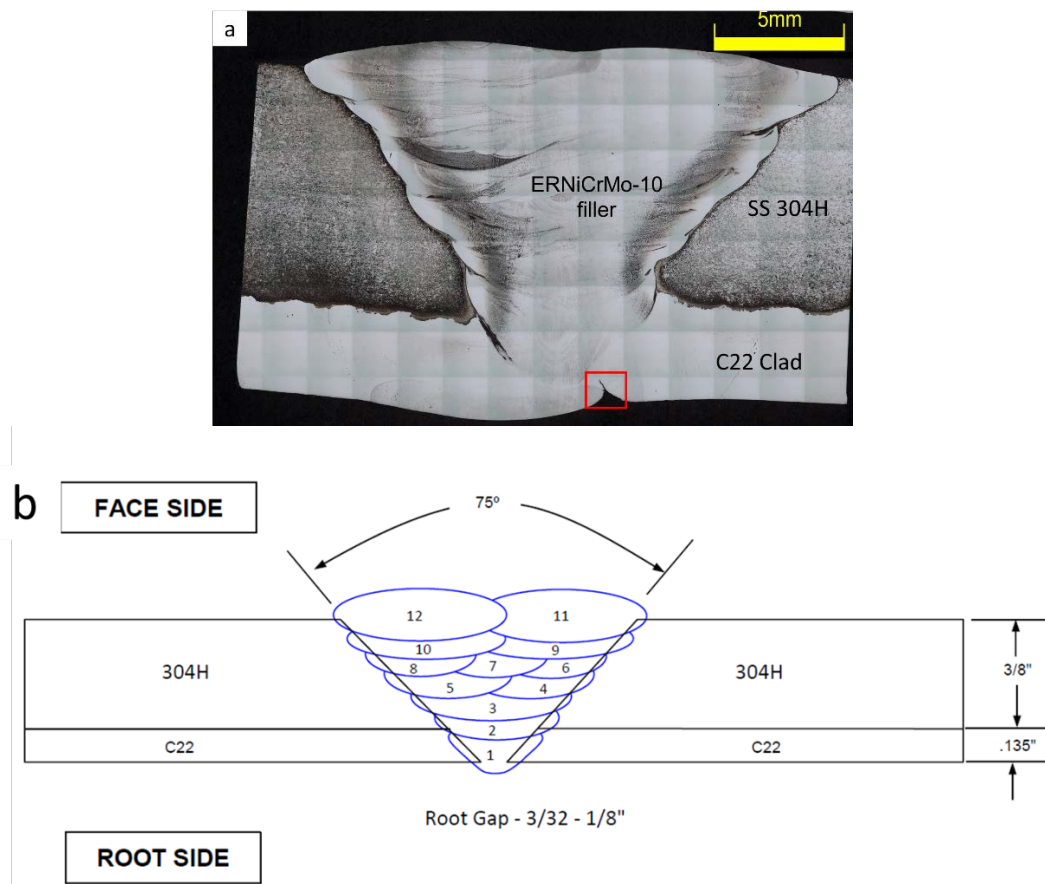 a
5mm
ERNiCrMo-10
filler
SS 304H
C22 Clad
b
FACE SIDE
75º
12
11
10
9
8
7
6
5
4
3
2
1
304H
304H
3/8"
C22
C22
.135"
Root Gap - 3/32 - 1/8"
ROOT SIDE